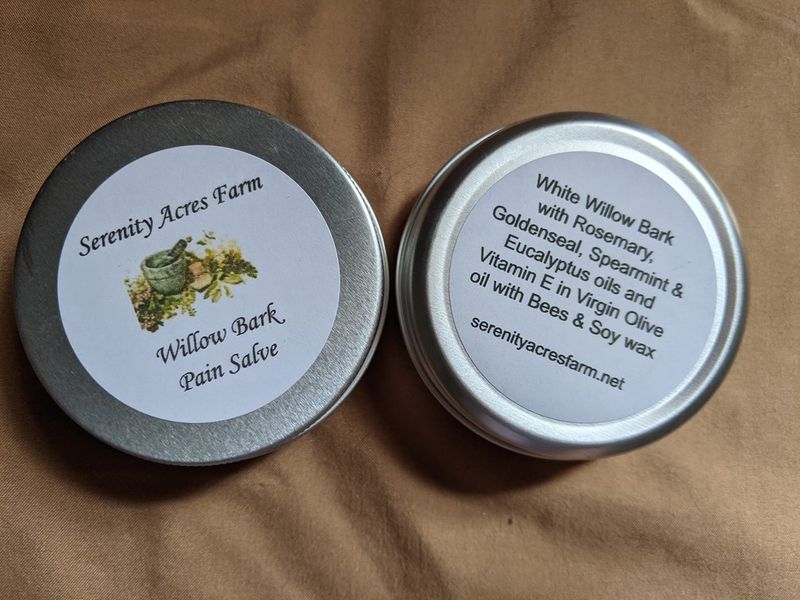 Serenity Acres Farm
Willow Bark
Pain Salve
White Willow Bark
with Rosemary,
Goldenseal, Spearmint &
Eucalyptus oils and
Vitamin E in Virgin Olive
oil with Bees & Soy wax
serenityacresfarm.net